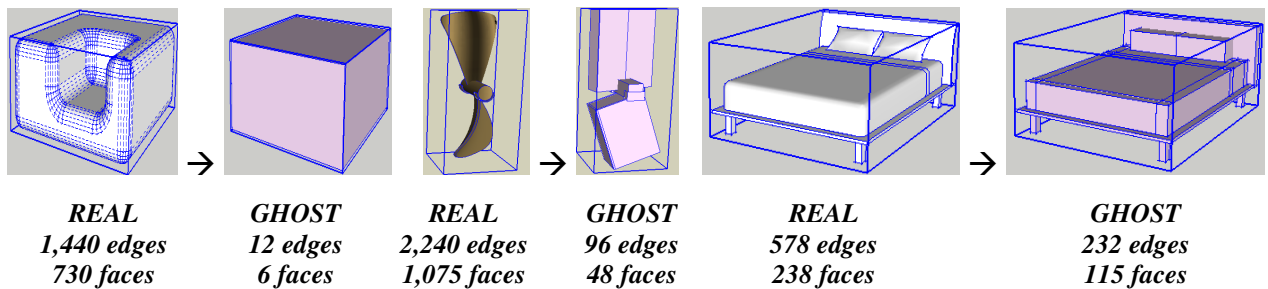 → → →
REAL GHOST REAL GHOST REAL GHOST
1,440 edges 12 edges 2,240 edges 96 edges 578 edges 232 edges
730 faces 6 faces 1,075 faces 48 faces 238 faces 115 faces